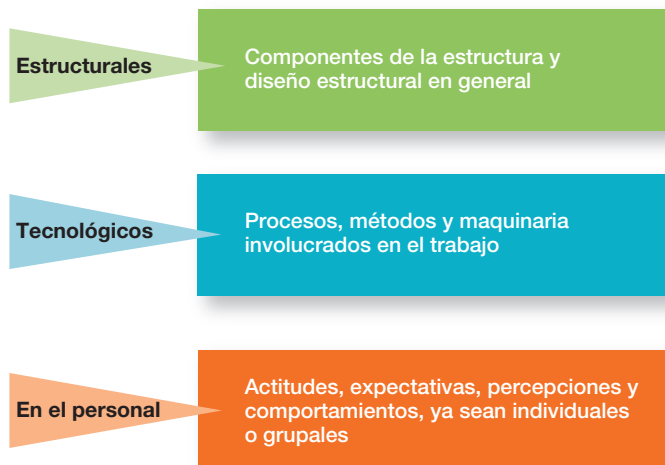 Estructurales
Componentes de la estructura y
diseño estructural en general
Tecnológicos
Procesos, métodos y maquinaria
involucrados en el trabajo
En el personal
Actitudes, expectativas, percepciones y
comportamientos, ya sean individuales
o grupales